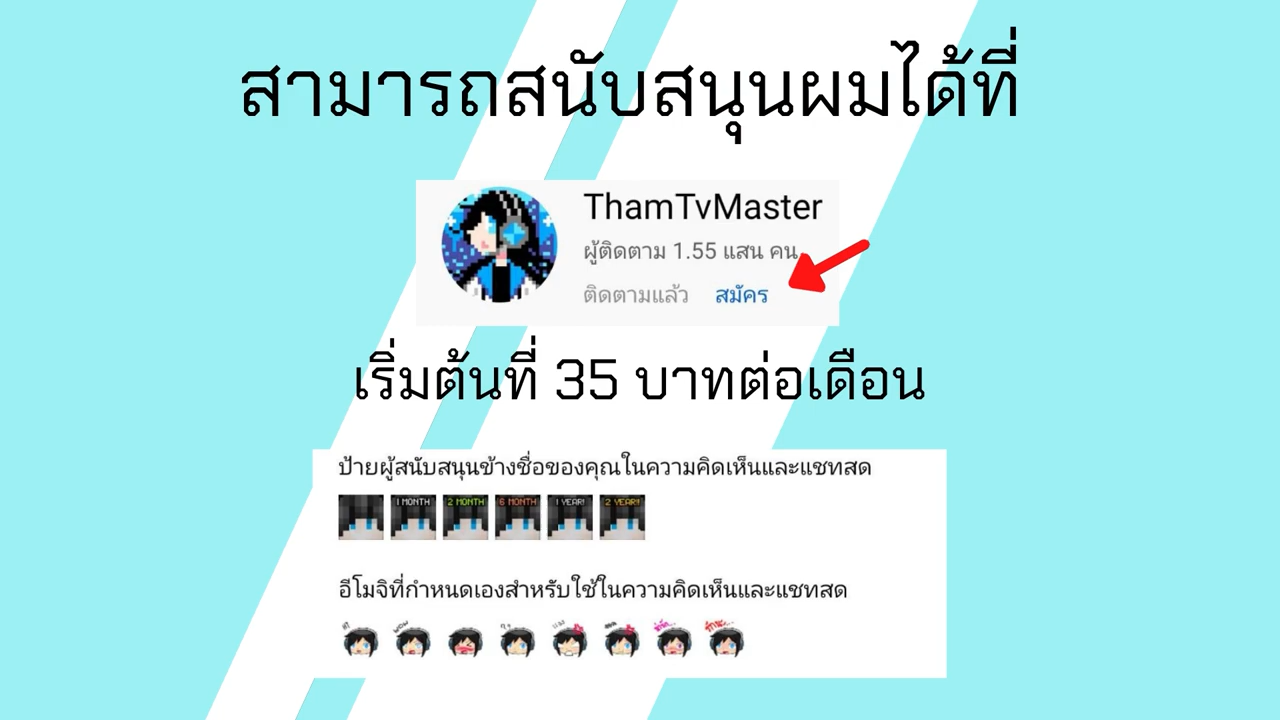 สามารถสนับสนุนผมได้ที่
ThamTvMaster
ผู้ติดตาม 1.55 แสน คน
ติดตามแล้ว สมัคร
เริ่มต้นที่ 35 บาทต่อเดือน
ป้ายผู้สนับสนุนข้างชื่อของคุณในความคิดเห็นและแชทสด
1 MONTH 2 MONTH 6 MONTH 1 YEAR! 2 YEAR!!
อีโมจิที่กำหนดเองสำหรับใช้ในความคิดเห็นและแชทสด